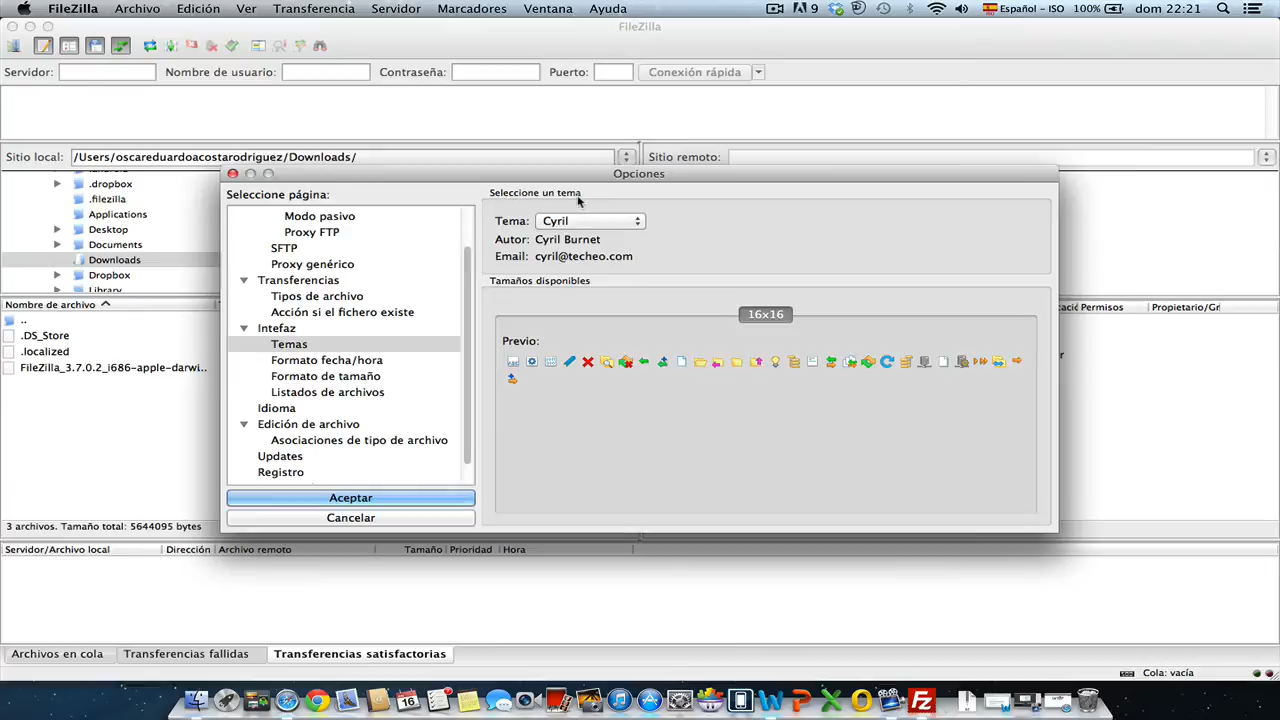 FileZilla Archivo Edición Ver Transferencia Servidor Marcadores Ventana Ayuda 9 Español - ISO 100% dom 22:21
FileZilla
Servidor: Nombre de usuario: Contraseña: Puerto: Conexión rápida
Sitio local: /Users/oscareduardoacostarodriguez/Downloads/ Sitio remoto:
Opciones
.dropbox
.filezilla
Applications
Desktop
Documents
Downloads
Dropbox
Library
Nombre de archivo
..
.DS_Store
.localized
FileZilla_3.7.0.2_i686-apple-darwi...
3 archivos. Tamaño total: 5644095 bytes
Seleccione página:
Modo pasivo
Proxy FTP
SFTP
Proxy genérico
Transferencias
Tipos de archivo
Acción si el fichero existe
Intefaz
Temas
Formato fecha/hora
Formato de tamaño
Listados de archivos
Idioma
Edición de archivo
Asociaciones de tipo de archivo
Updates
Registro
Aceptar
Cancelar
Seleccione un tema
Tema: Cyril
Autor: Cyril Burnet
Email: cyril@techeo.com
Tamaños disponibles
16x16
Previo:
Permisos Propietario/Gr
Servidor/Archivo local Dirección Archivo remoto Tamaño Prioridad Hora
Archivos en cola Transferencias fallidas Transferencias satisfactorias
Cola: vacía
16